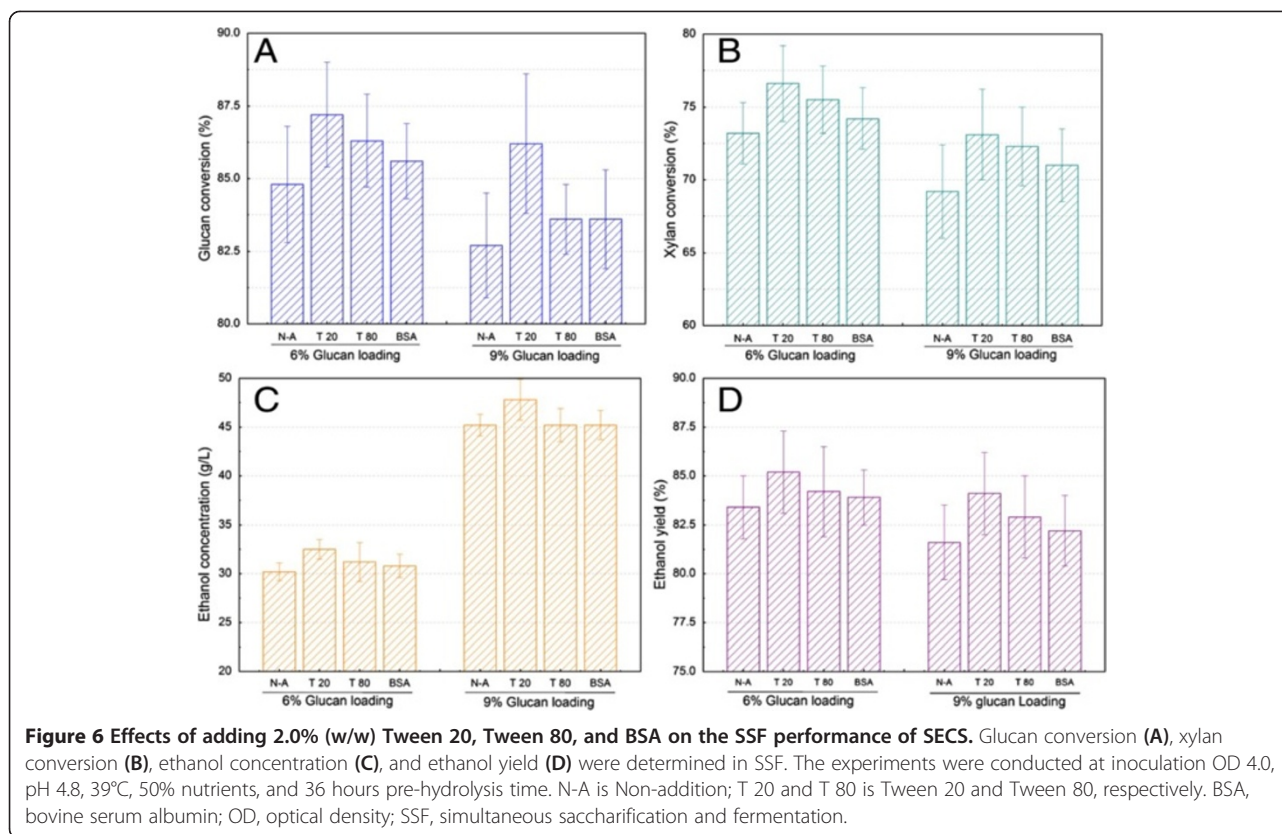 A
Glucan conversion (%)
90.0
87.5
85.0
82.5
80.0
N-A T 20 T 80 BSA N-A T 20 T 80 BSA
6% Glucan loading 9% Glucan loading
B
Xylan conversion (%)
80
75
70
65
60
N-A T 20 T 80 BSA N-A T 20 T 80 BSA
6% Glucan loading 9% Glucan loading
C
Ethanol concentration (g/L)
50
45
40
35
30
25
20
N-A T 20 T 80 BSA N-A T 20 T 80 BSA
6% Glucan loading 9% Glucan loading
D
Ethanol yield (%)
90.0
87.5
85.0
82.5
80.0
77.5
75.0
N-A T 20 T 80 BSA N-A T 20 T 80 BSA
6% Glucan loading 9% glucan Loading
Figure 6 Effects of adding 2.0% (w/w) Tween 20, Tween 80, and BSA on the SSF performance of SECS. Glucan conversion (A), xylan
conversion (B), ethanol concentration (C), and ethanol yield (D) were determined in SSF. The experiments were conducted at inoculation OD 4.0,
pH 4.8, 39°C, 50% nutrients, and 36 hours pre-hydrolysis time. N-A is Non-addition; T 20 and T 80 is Tween 20 and Tween 80, respectively. BSA,
bovine serum albumin; OD, optical density; SSF, simultaneous saccharification and fermentation.